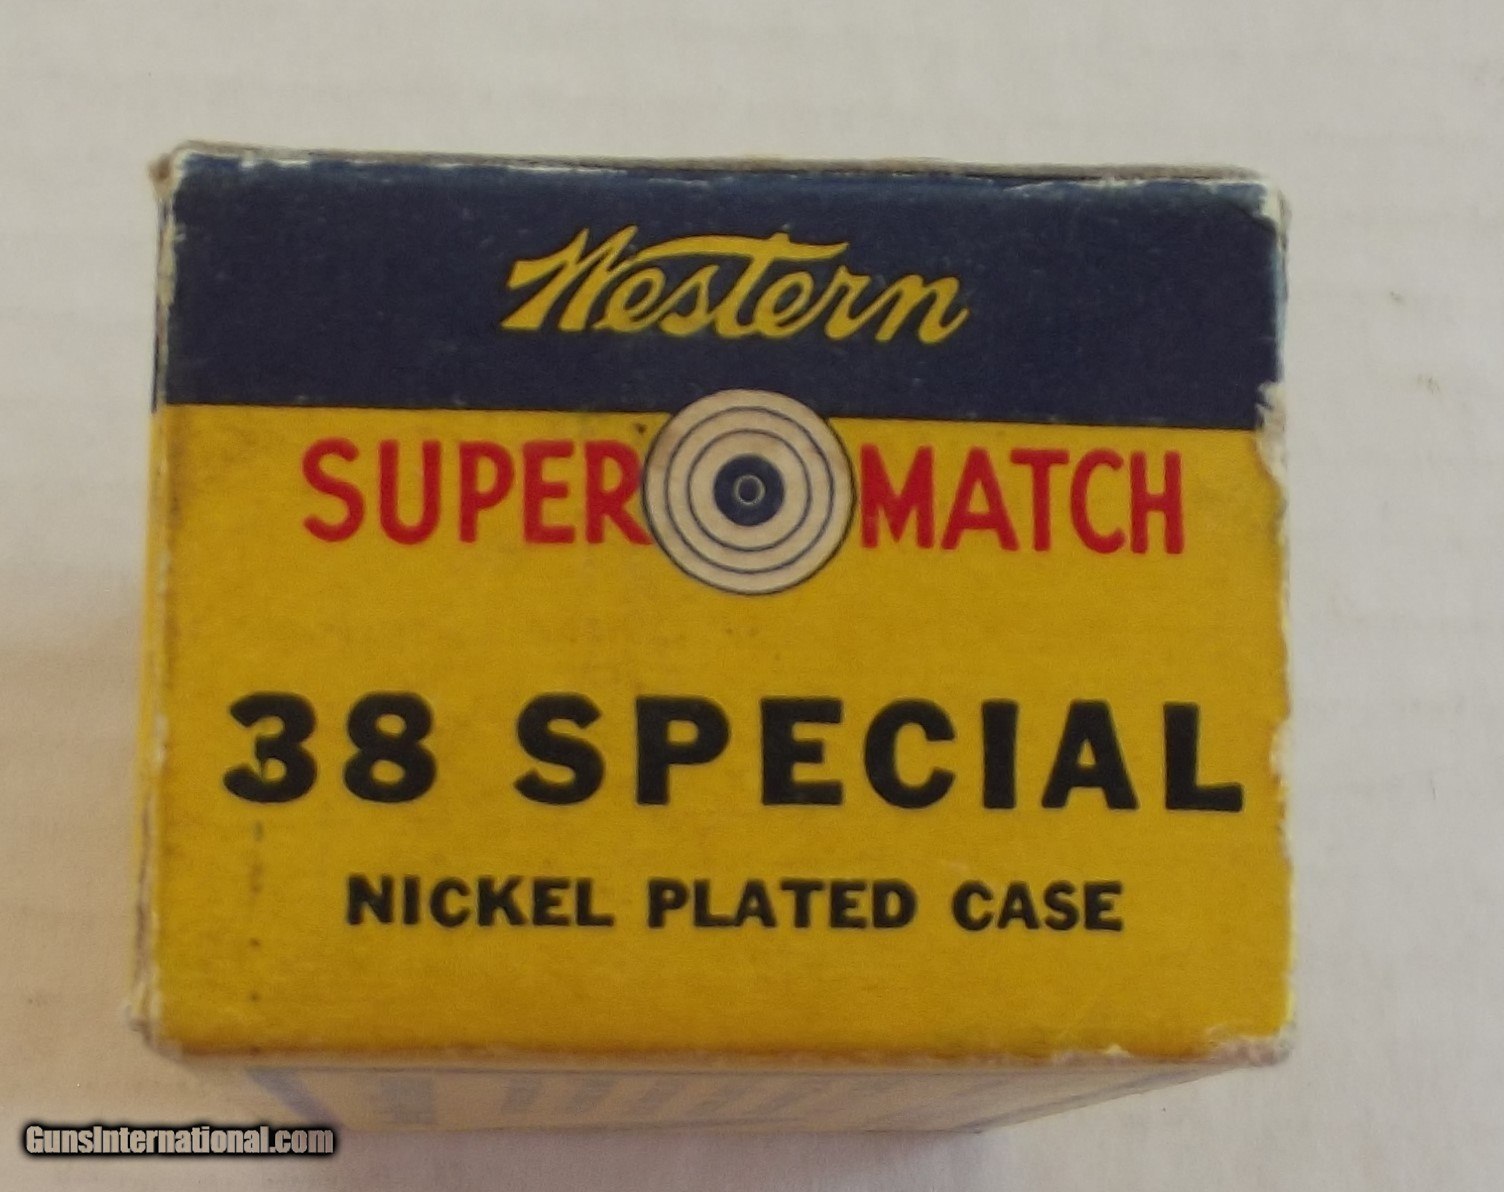 Western
SUPER MATCH
38 SPECIAL
NICKEL PLATED CASE
GunsInternational.com